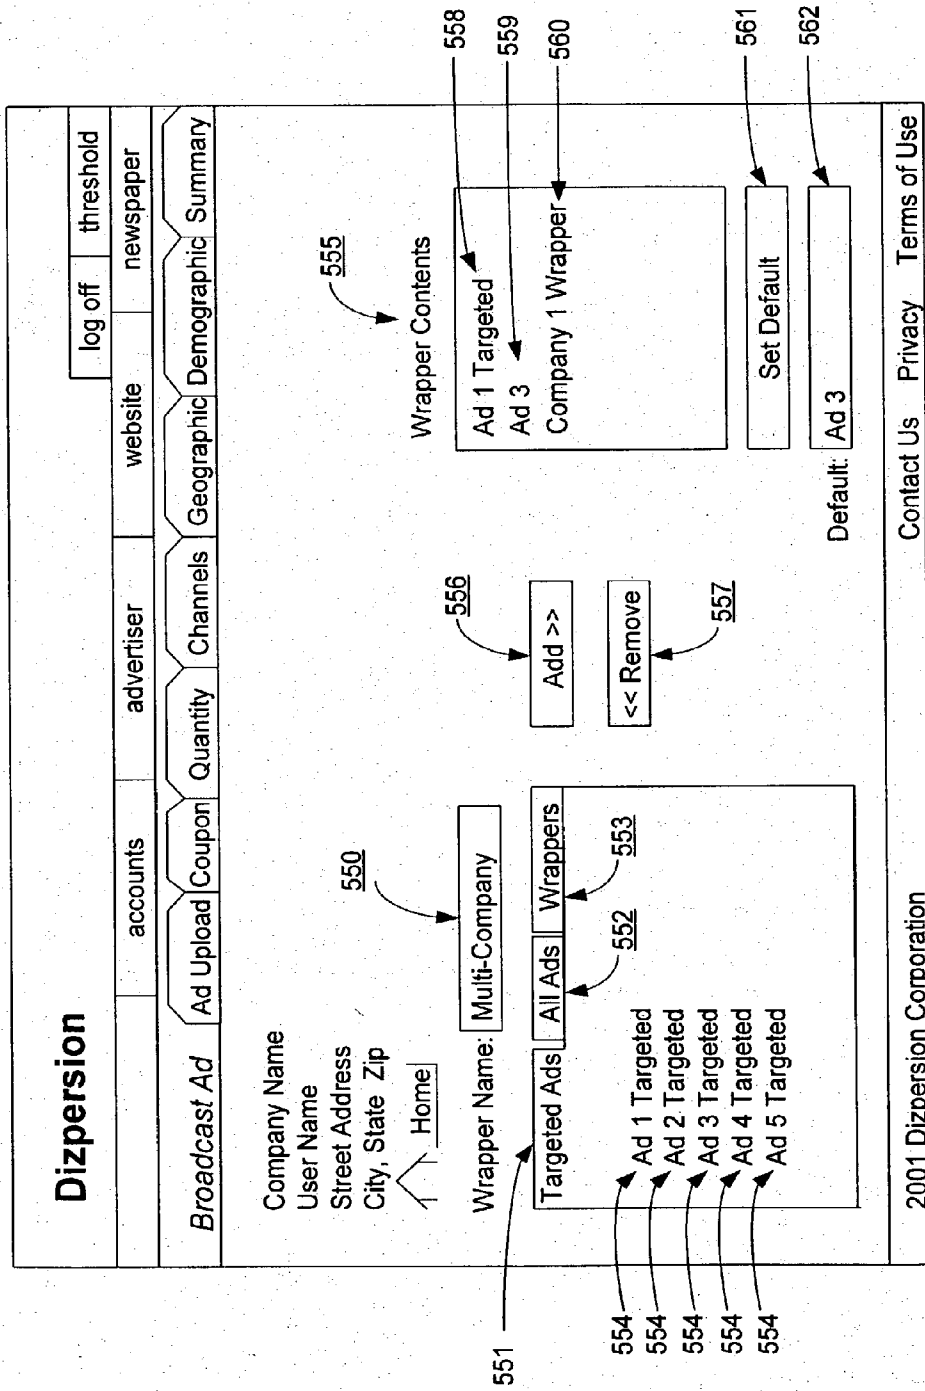 Dizpersion
log off threshold
accounts advertiser website newspaper
Broadcast Ad Ad Upload Coupon Quantity Channels Geographic Demographic Summary
Company Name
User Name
Street Address
City, State Zip
Home
550
555
Wrapper Name: Multi-Company
Wrapper Contents
551
Targeted Ads All Ads Wrappers
552
553
554 Ad 1 Targeted
554 Ad 2 Targeted
554 Ad 3 Targeted
554 Ad 4 Targeted
554 Ad 5 Targeted
556
Add >>
<< Remove
557
Ad 1 Targeted
Ad 3
Company 1 Wrapper
558
559
560
Set Default
561
Default: Ad 3
562
2001 Dizpersion Corporation Contact Us Privacy Terms of Use